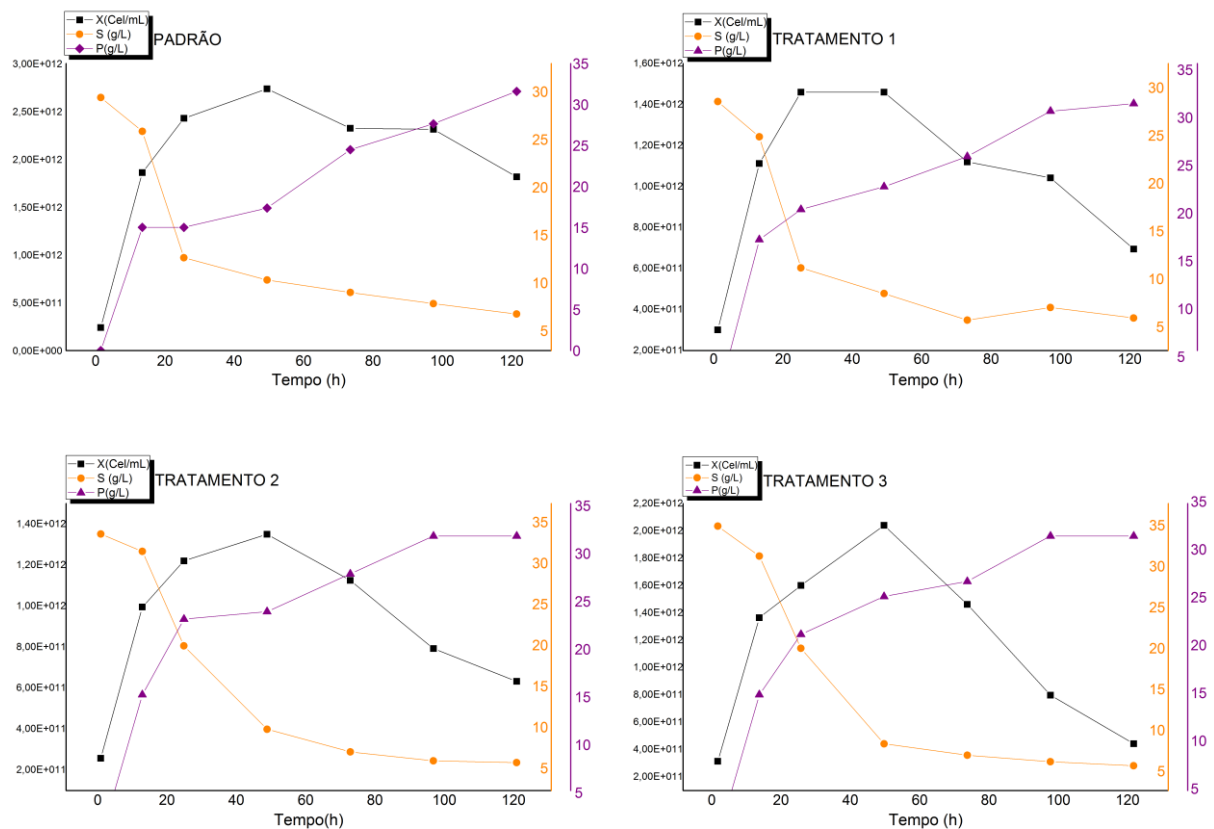 X(Cel/mL)
S (g/L)
P(g/L)
PADRÃO
3,00E+012
2,50E+012
2,00E+012
1,50E+012
1,00E+012
5,00E+011
0,00E+000
0 20 40 60 80 100 120
Tempo (h)
30
25
20
15
10
5
35
30
25
20
15
10
5
0
X(Cel/mL)
S (g/L)
P(g/L)
TRATAMENTO 1
1,60E+012
1,40E+012
1,20E+012
1,00E+012
8,00E+011
6,00E+011
4,00E+011
2,00E+011
0 20 40 60 80 100 120
Tempo (h)
30
25
20
15
10
5
35
30
25
20
15
10
5
X(Cel/mL)
S (g/L)
P(g/L)
TRATAMENTO 2
1,40E+012
1,20E+012
1,00E+012
8,00E+011
6,00E+011
4,00E+011
2,00E+011
0 20 40 60 80 100 120
Tempo(h)
35
30
25
20
15
10
5
35
30
25
20
15
10
5
X(Cel/mL)
S (g/L)
P(g/L)
TRATAMENTO 3
2,20E+012
2,00E+012
1,80E+012
1,60E+012
1,40E+012
1,20E+012
1,00E+012
8,00E+011
6,00E+011
4,00E+011
2,00E+011
0 20 40 60 80 100 120
Tempo (h)
35
30
25
20
15
10
5
35
30
25
20
15
10
5